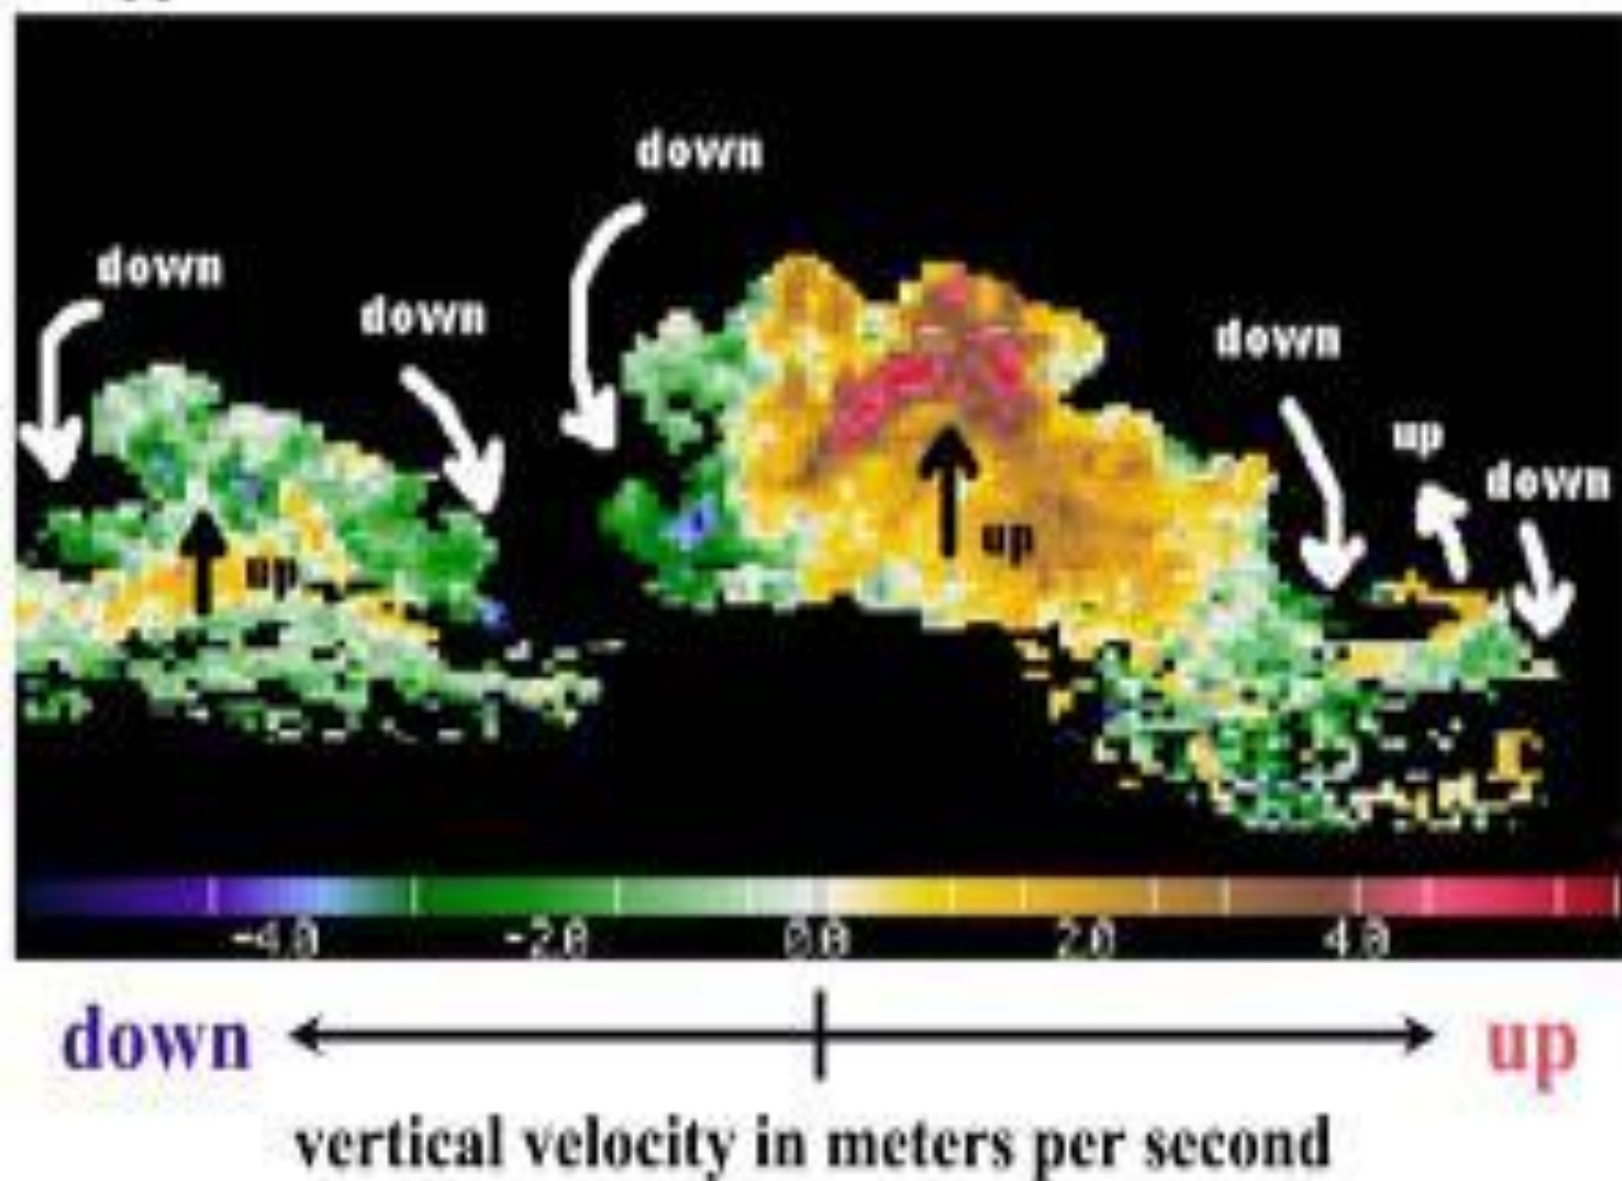 down
down
down
down
up
down
up
up
-4.0 -2.0 0.0 2.0 4.0
down up
vertical velocity in meters per second